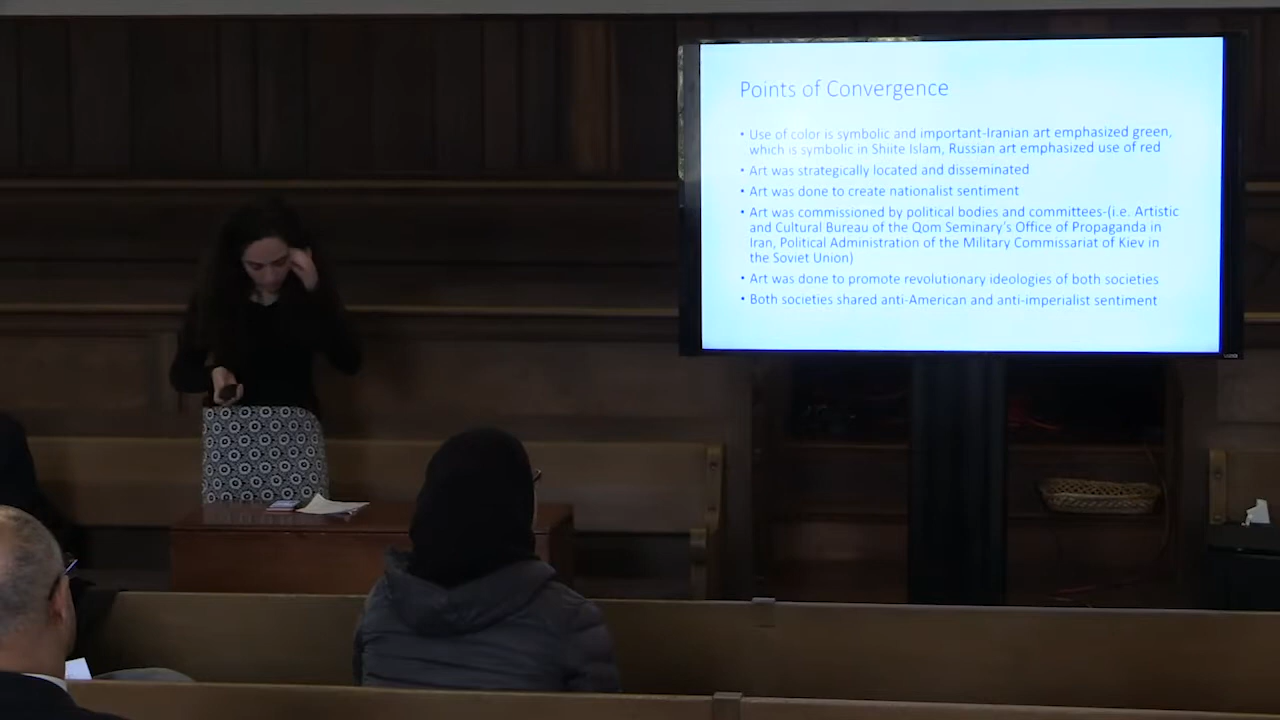 Points of Convergence
• Use of color is symbolic and important-Iranian art emphasized green,
which is symbolic in Shiite Islam, Russian art emphasized use of red
• Art was strategically located and disseminated
• Art was done to create nationalist sentiment
• Art was commissioned by political bodies and committees-(i.e. Artistic
and Cultural Bureau of the Qom Seminary's Office of Propaganda in
Iran, Political Administration of the Military Commissariat of Kiev in
the Soviet Union)
• Art was done to promote revolutionary ideologies of both societies
• Both societies shared anti-American and anti-imperialist sentiment